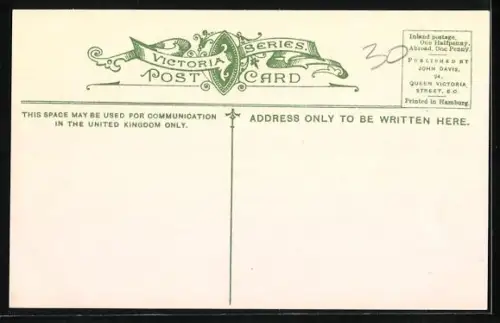 VICTORIA SERIES.
POST CARD
30
Inland postage,
One Halfpenny,
Abroad, One Penny.
PUBLISHED BY
JOHN DAVIS,
24,
QUEEN VICTORIA
STREET, E.C.
Printed in Hamburg.
THIS SPACE MAY BE USED FOR COMMUNICATION
IN THE UNITED KINGDOM ONLY.
ADDRESS ONLY TO BE WRITTEN HERE.